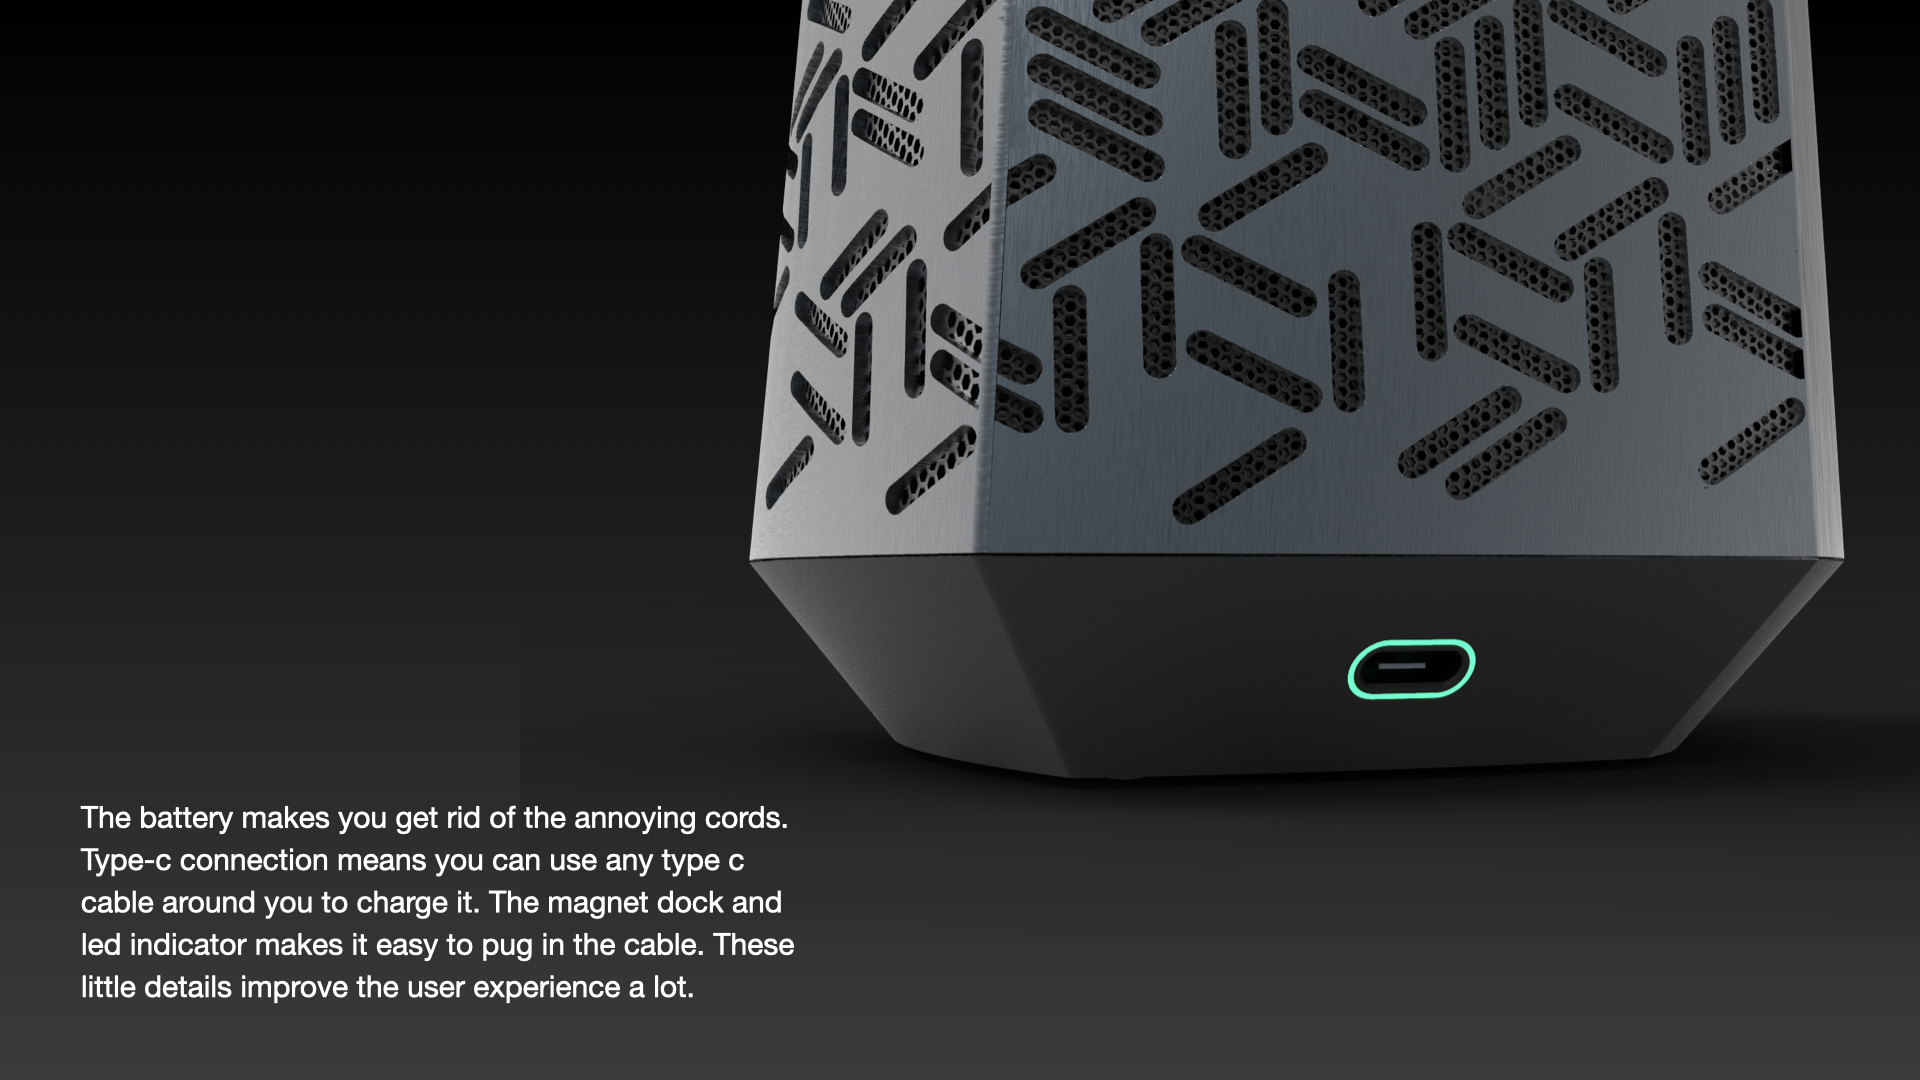 The battery makes you get rid of the annoying cords.
Type-c connection means you can use any type c
cable around you to charge it. The magnet dock and
led indicator makes it easy to pug in the cable. These
little details improve the user experience a lot.